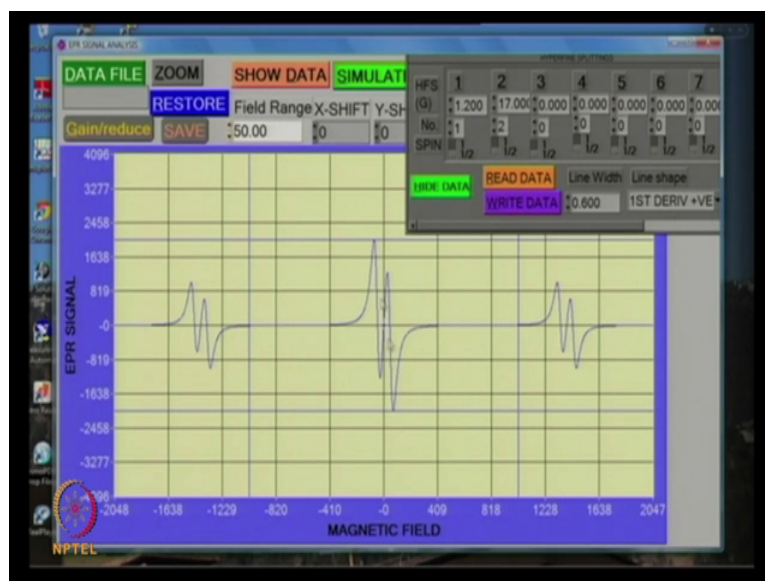 EPR SIGNAL ANALYSIS
DATA FILE ZOOM SHOW DATA SIMULATI
RESTORE Field Range X-SHIFT Y-SH
Gain/reduce SAVE 50.00 0 0
HYPERFINE SPLITTINGS
HFS 1 2 3 4 5 6 7
(G) 1.200 17.000 0.000 0.000 0.000 0.000 0.000
No. 1 2 0 0 0 0 0
SPIN 1/2 1/2 1/2 1/2 1/2 1/2 1/2
HIDE DATA READ DATA Line Width Line shape
WRITE DATA 0.600 1ST DERIV +VE
4096
3277
2458
1638
819
-0
-819
-1638
-2458
-3277
EPR SIGNAL
-2048 -1638 -1229 -820 -410 -0 409 818 1228 1638 2047
MAGNETIC FIELD
NPTEL